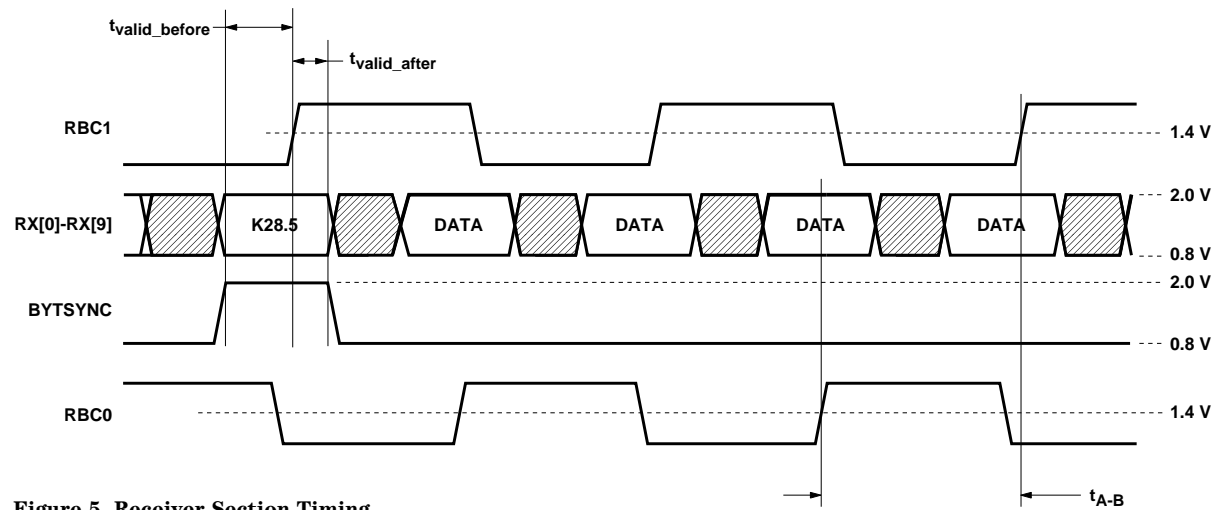 tvalid_before
tvalid_after
RBC1
1.4 V
2.0 V
RX[0]-RX[9]
K28.5
DATA
DATA
DATA
DATA
0.8 V
2.0 V
BYTSYNC
0.8 V
RBC0
1.4 V
tA-B
Figure 5. Receiver Section Timing